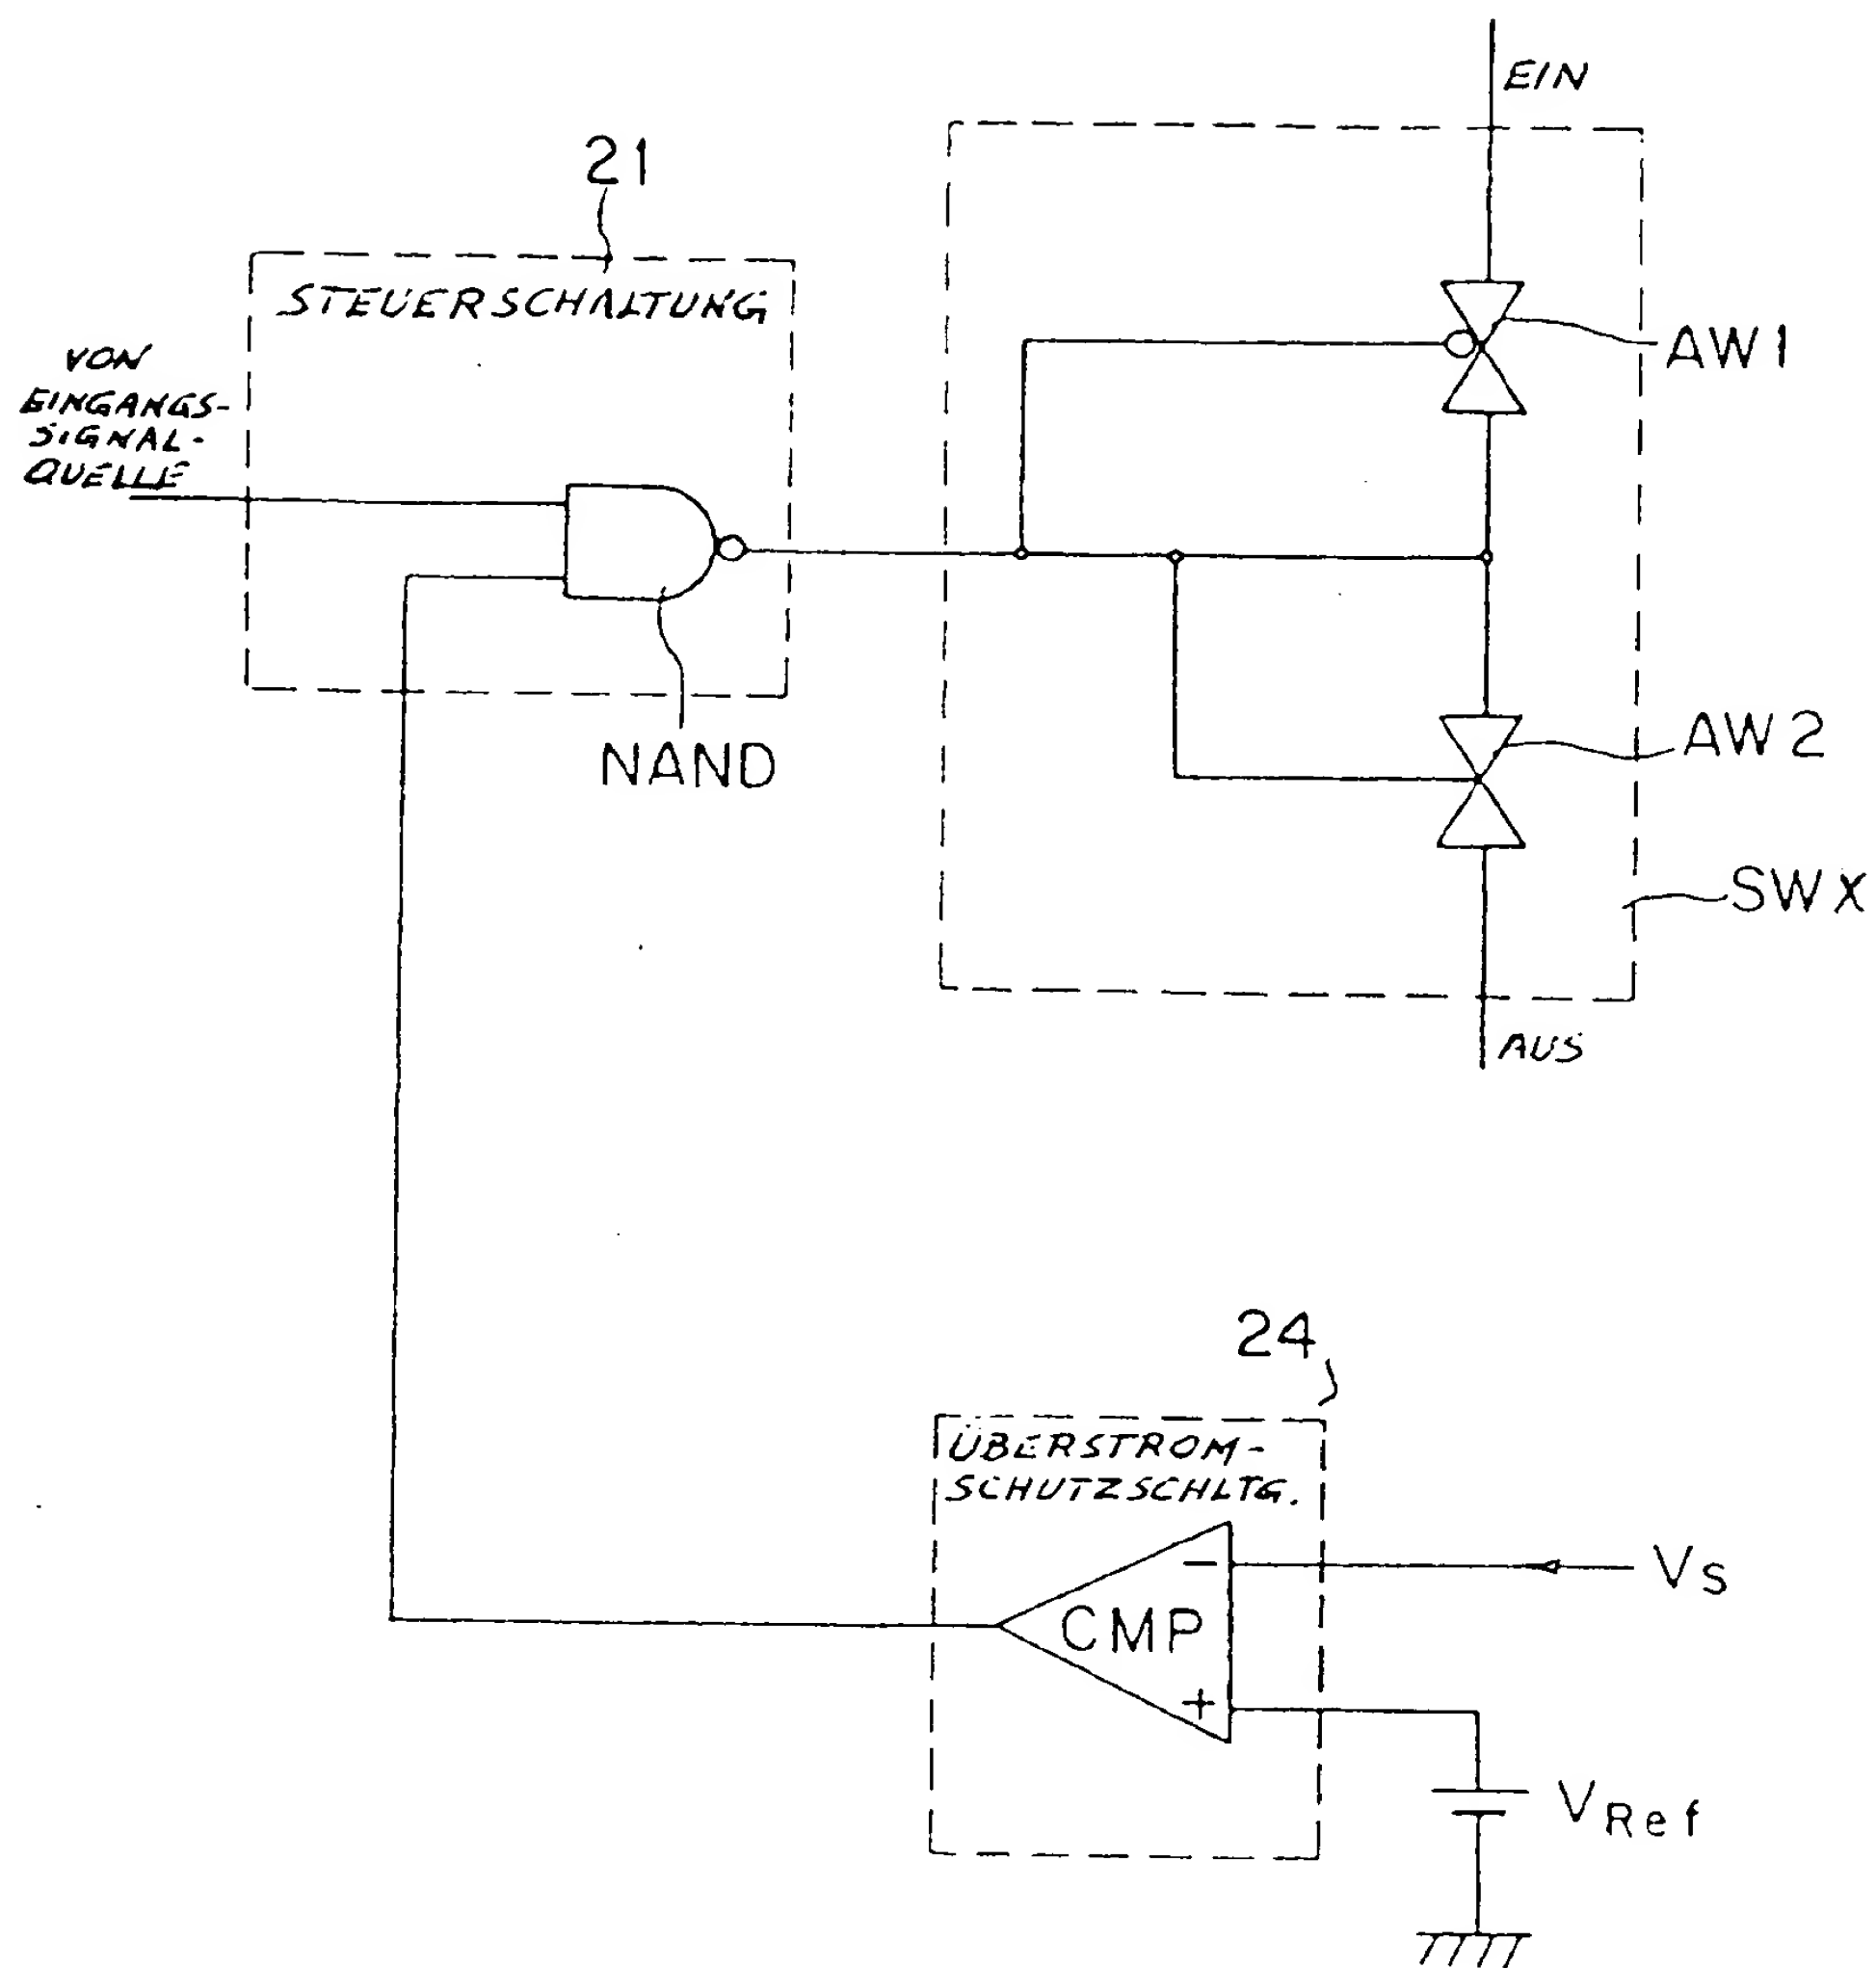 EIN
21
STEUERSCHALTUNG
VON
EINGANGS-
SIGNAL-
QUELLE
AW1
NAND
AW2
SWX
AUS
24
ÜBERSTROM-
SCHUTZSCHLTG.
-
VS
CMP
+
VRef